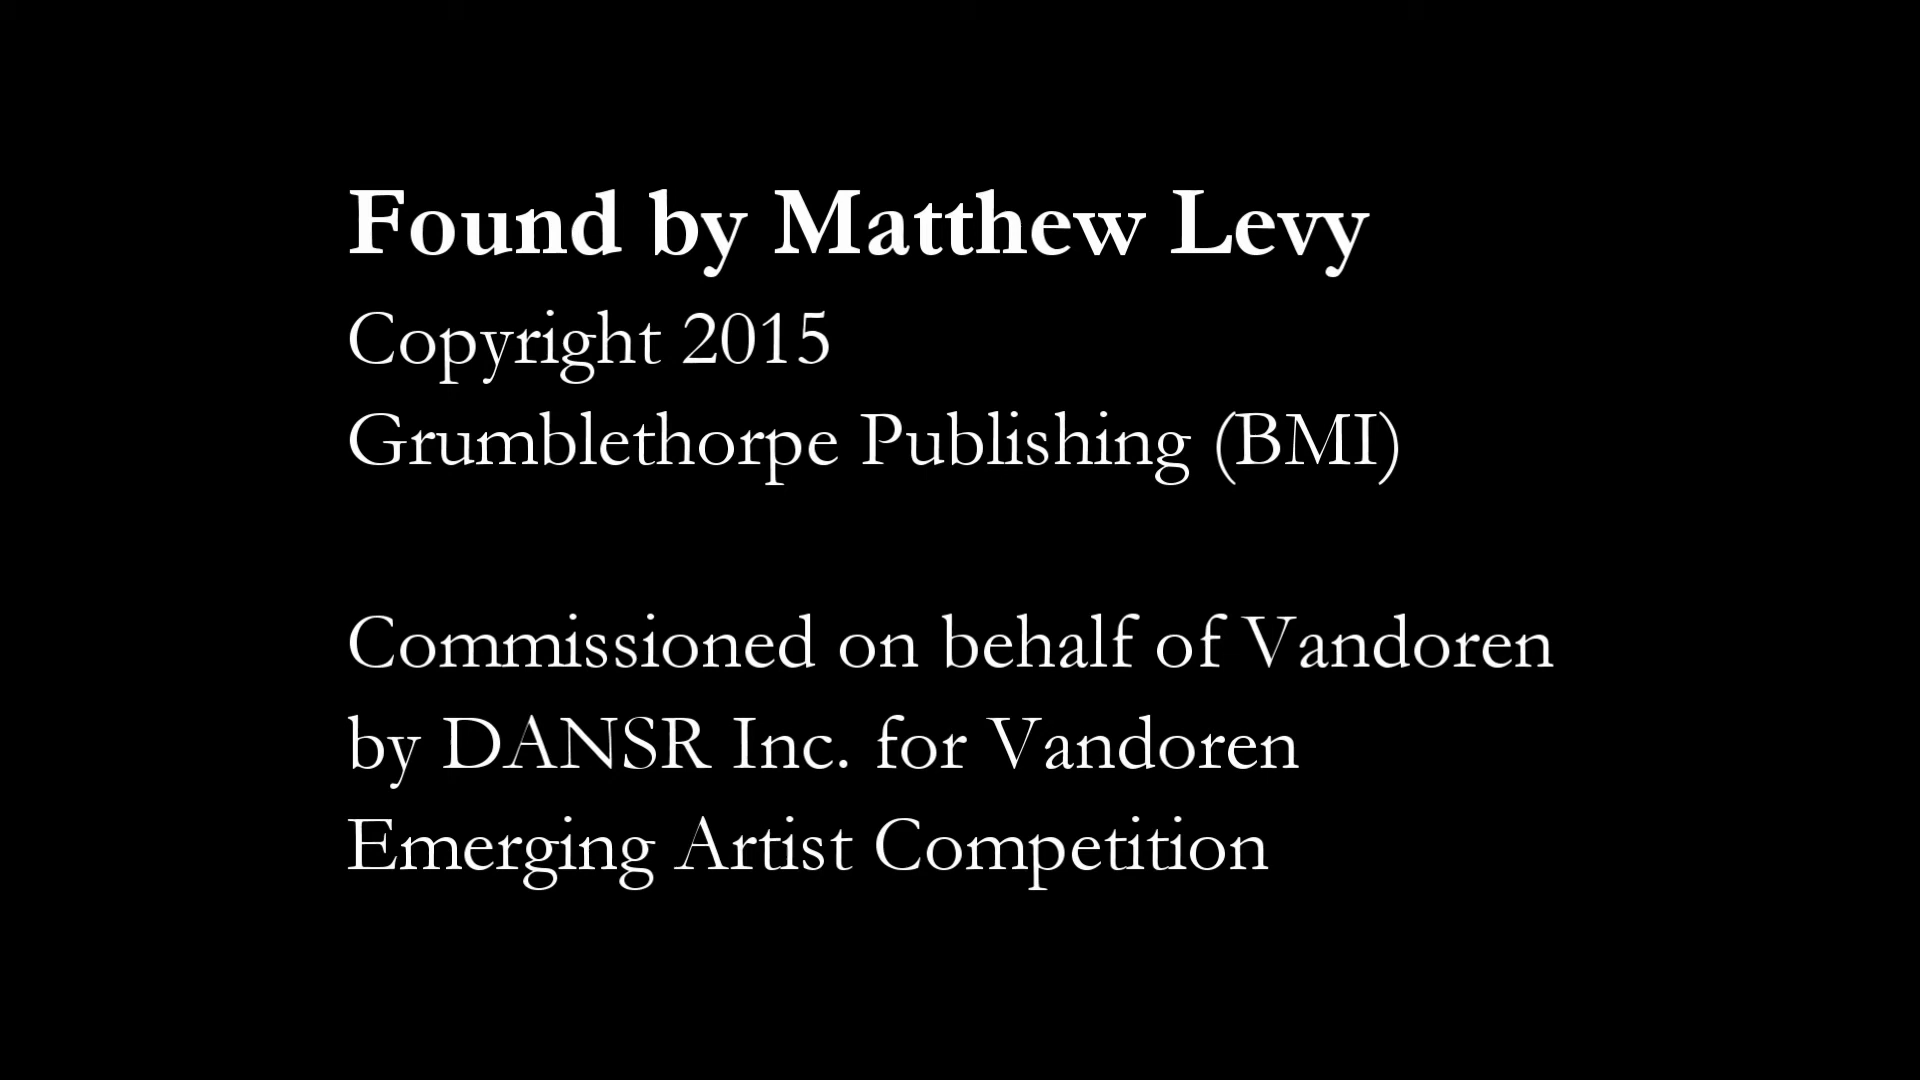 Found by Matthew Levy
Copyright 2015
Grumblethorpe Publishing (BMI)
Commissioned on behalf of Vandoren
by DANSR Inc. for Vandoren
Emerging Artist Competition